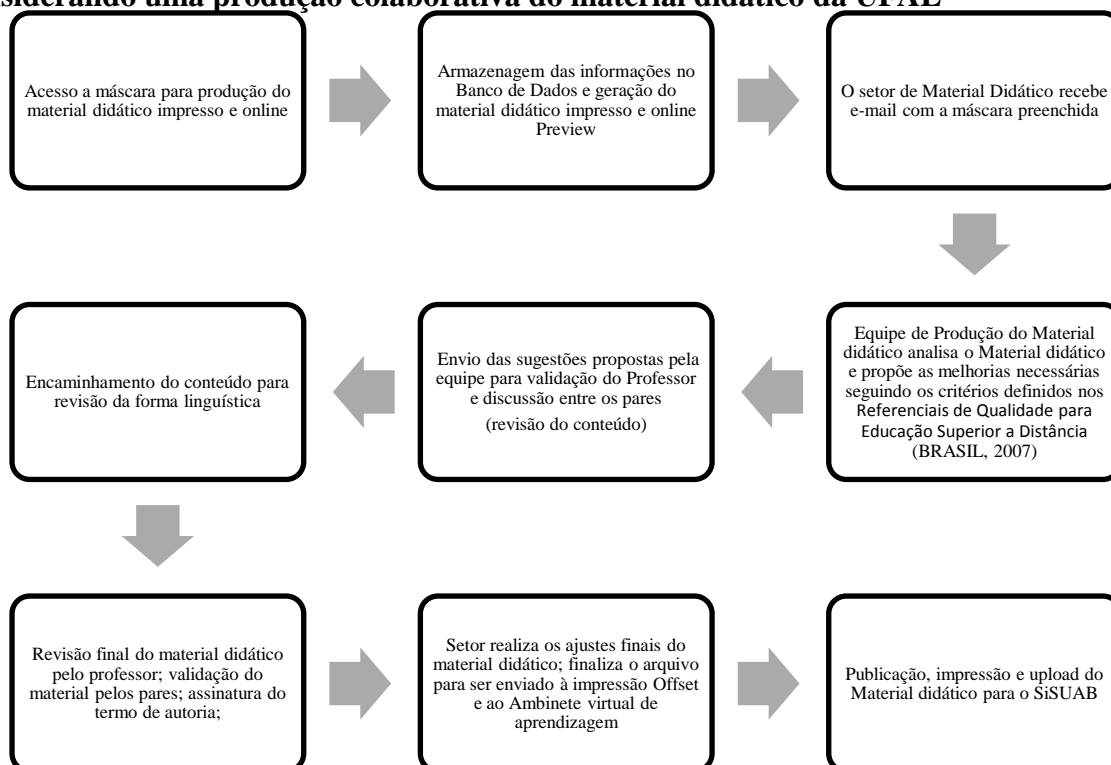 siderando uma produção colaborativa do material didático da UFAL
Acesso a máscara para produção do
material didático impresso e online
Armazenagem das informações no
Banco de Dados e geração do
material didático impresso e online
Preview
O setor de Material Didático recebe
e-mail com a máscara preenchida
Equipe de Produção do Material
didático analisa o Material didático
e propõe as melhorias necessárias
seguindo os critérios definidos nos
Referenciais de Qualidade para
Educação Superior a Distância
(BRASIL, 2007)
Envio das sugestões propostas pela
equipe para validação do Professor
e discussão entre os pares
(revisão do conteúdo)
Encaminhamento do conteúdo para
revisão da forma linguística
Revisão final do material didático
pelo professor; validação do
material pelos pares; assinatura do
termo de autoria;
Setor realiza os ajustes finais do
material didático; finaliza o arquivo
para ser enviado à impressão Offset
e ao Ambinete virtual de
aprendizagem
Publicação, impressão e upload do
Material didático para o SiSUAB